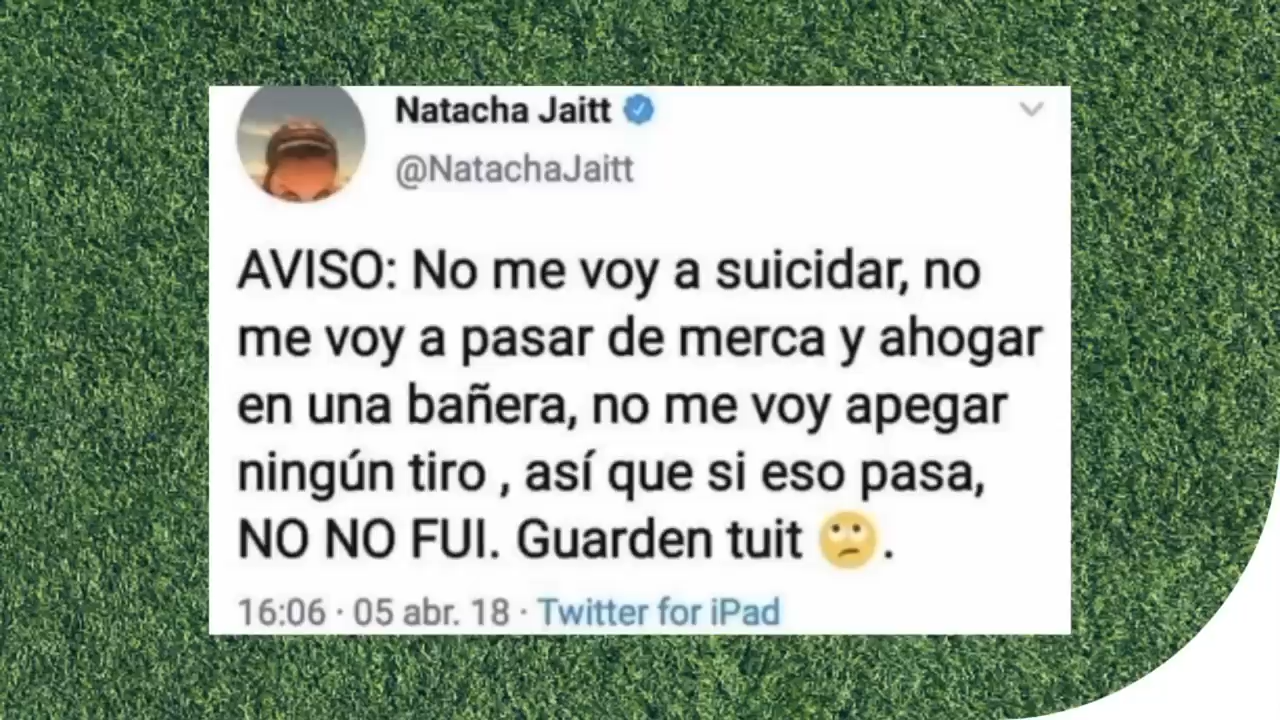 Natacha Jaitt
@NatachaJaitt
AVISO: No me voy a suicidar, no
me voy a pasar de merca y ahogar
en una bañera, no me voy apegar
ningún tiro , así que si eso pasa,
NO NO FUI. Guarden tuit 🙄.
16:06 · 05 abr. 18 · Twitter for iPad